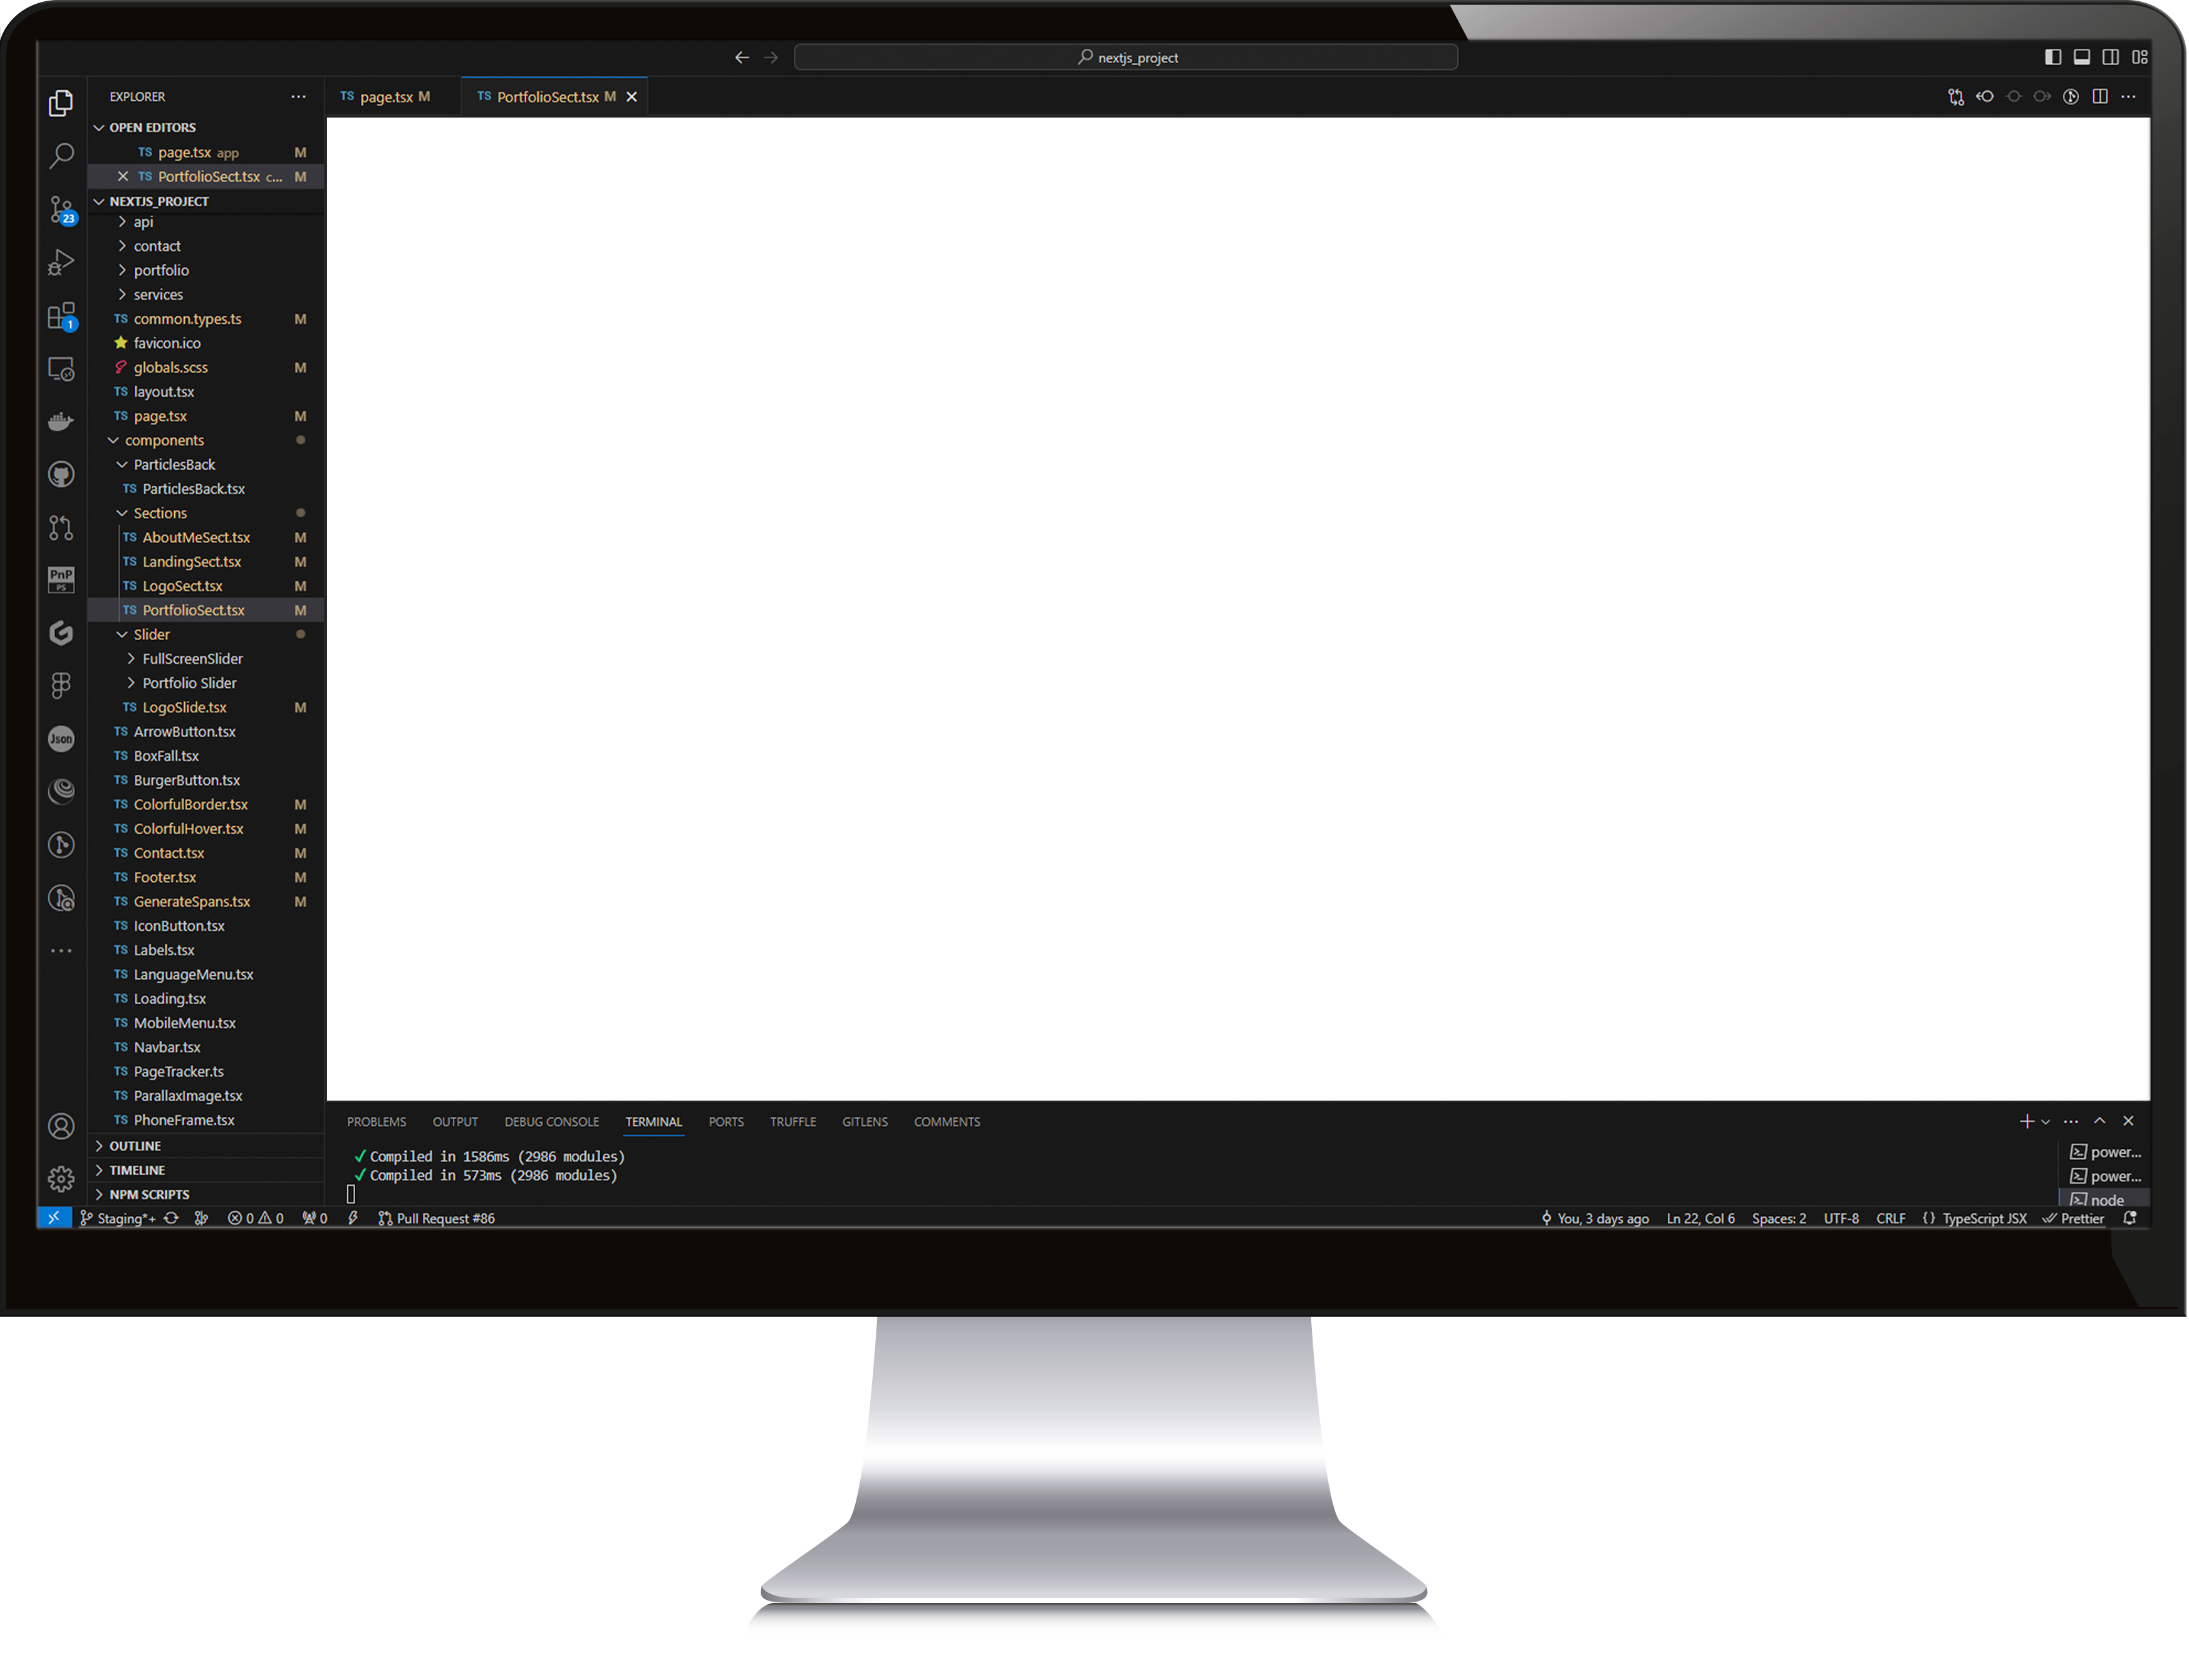 nextjs_project
EXPLORER
TS page.tsx M
TS PortfolioSect.tsx M
OPEN EDITORS
TS page.tsx app M
TS PortfolioSect.tsx c... M
NEXTJS_PROJECT
api
contact
portfolio
services
TS common.types.ts M
favicon.ico
globals.scss M
TS layout.tsx
TS page.tsx M
components
ParticlesBack
TS ParticlesBack.tsx
Sections
TS AboutMeSect.tsx M
TS LandingSect.tsx M
TS LogoSect.tsx M
TS PortfolioSect.tsx M
Slider
FullScreenSlider
Portfolio Slider
TS LogoSlide.tsx M
TS ArrowButton.tsx
TS BoxFall.tsx
TS BurgerButton.tsx
TS ColorfulBorder.tsx M
TS ColorfulHover.tsx M
TS Contact.tsx M
TS Footer.tsx M
TS GenerateSpans.tsx M
TS IconButton.tsx
TS Labels.tsx
TS LanguageMenu.tsx
TS Loading.tsx
TS MobileMenu.tsx
TS Navbar.tsx
TS PageTracker.ts
TS ParallaxImage.tsx
TS PhoneFrame.tsx
OUTLINE
TIMELINE
NPM SCRIPTS
23
1
PnP
PS
Json
PROBLEMS OUTPUT DEBUG CONSOLE TERMINAL PORTS TRUFFLE GITLENS COMMENTS
✓ Compiled in 1586ms (2986 modules)
✓ Compiled in 573ms (2986 modules)
power...
power...
node
Staging*+ 0 0 0 Pull Request #86 You, 3 days ago Ln 22, Col 6 Spaces: 2 UTF-8 CRLF {} TypeScript JSX Prettier